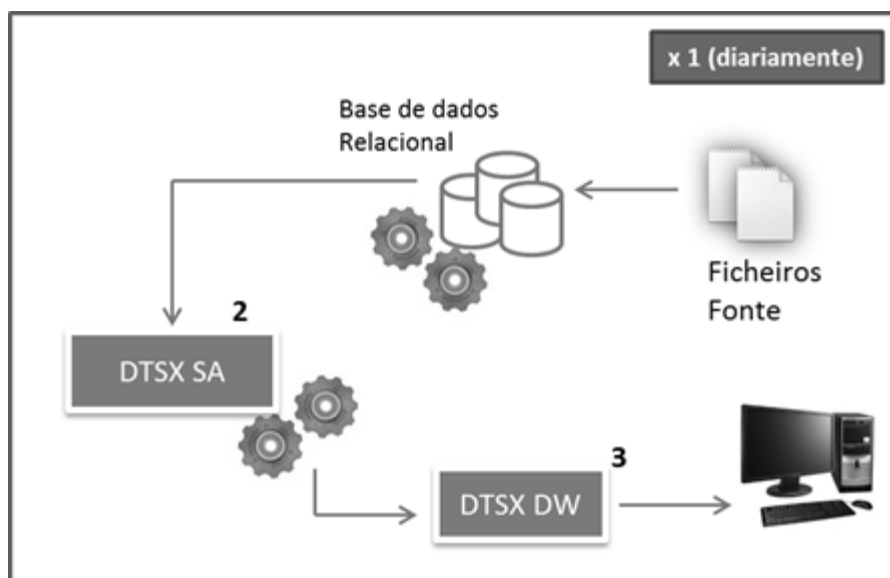 x 1 (diariamente)
Base de dados
Relacional
Ficheiros
Fonte
2
DTSX SA
3
DTSX DW